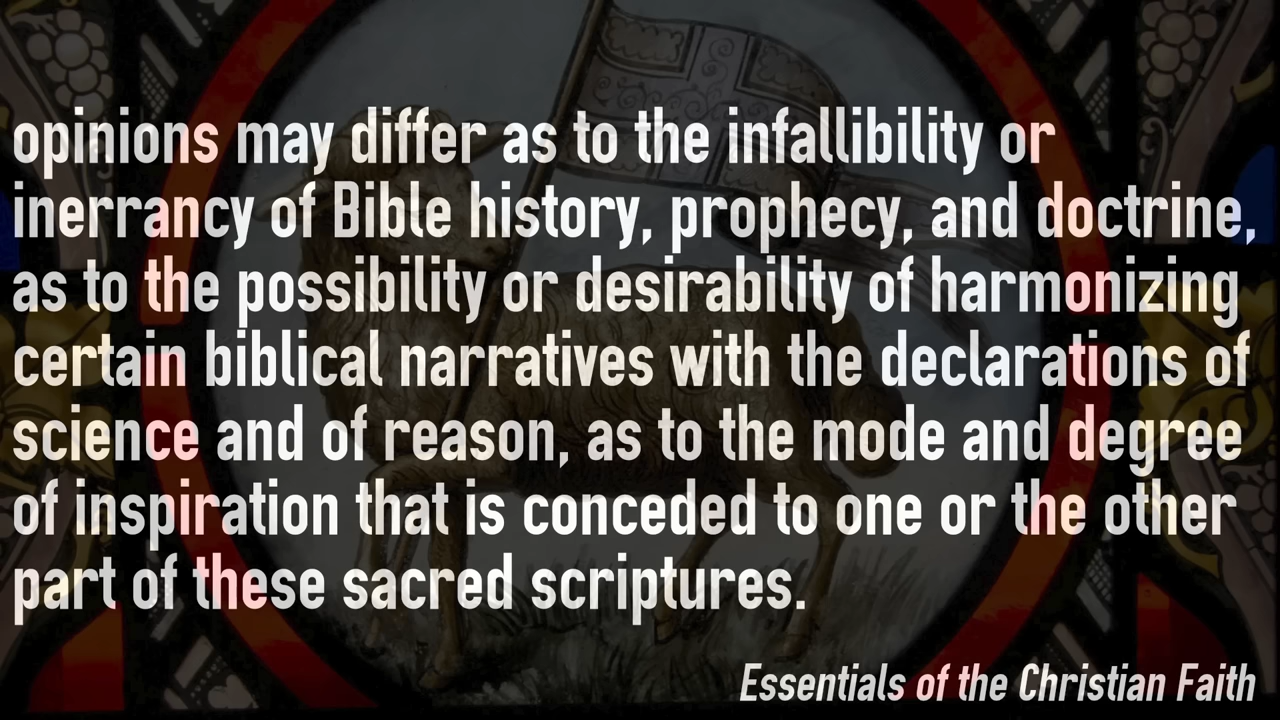 opinions may differ as to the infallibility or
inerrancy of Bible history, prophecy, and doctrine,
as to the possibility or desirability of harmonizing
certain biblical narratives with the declarations of
science and of reason, as to the mode and degree
of inspiration that is conceded to one or the other
part of these sacred scriptures.
Essentials of the Christian Faith